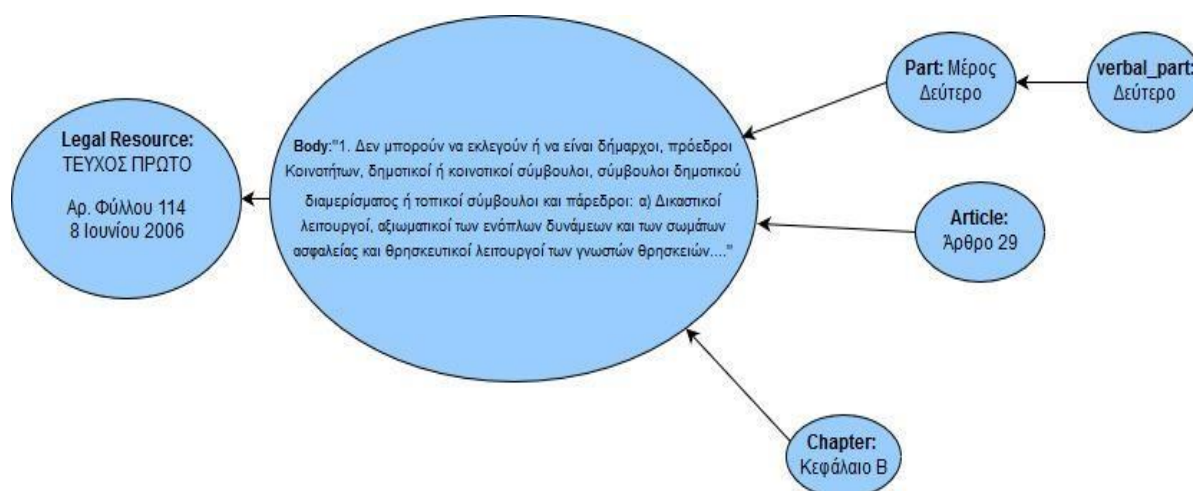 Legal Resource:
ΤΕΥΧΟΣ ΠΡΩΤΟ
Αρ. Φύλλου 114
8 Ιουνίου 2006
Body:"1. Δεν μπορούν να εκλεγούν ή να είναι δήμαρχοι, πρόεδροι
Κοινοτήτων, δημοτικοί ή κοινοτικοί σύμβουλοι, σύμβουλοι δημοτικού
διαμερίσματος ή τοπικοί σύμβουλοι και πάρεδροι: α) Δικαστικοί
λειτουργοί, αξιωματικοί των ενόπλων δυνάμεων και των σωμάτων
ασφαλείας και θρησκευτικοί λειτουργοί των γνωστών θρησκειών...."
Part: Μέρος
Δεύτερο
verbal_part:
Δεύτερο
Article:
Άρθρο 29
Chapter:
Κεφάλαιο Β